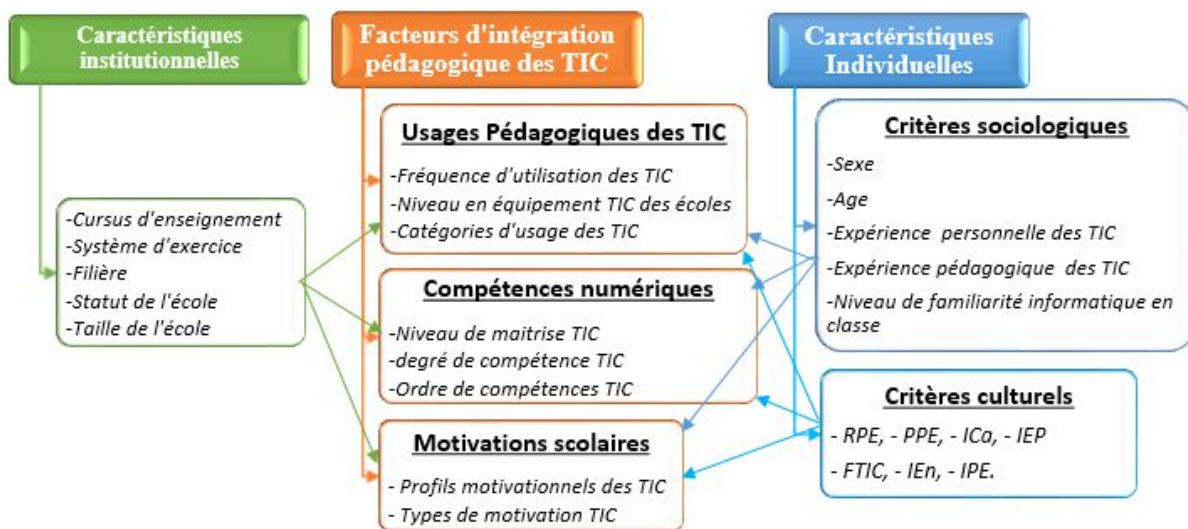 Caractéristiques
institutionnelles
Facteurs d'intégration
pédagogique des TIC
Caractéristiques
Individuelles
-Cursus d'enseignement
-Système d'exercice
-Filière
-Statut de l'école
-Taille de l'école
Usages Pédagogiques des TIC
-Fréquence d'utilisation des TIC
-Niveau en équipement TIC des écoles
-Catégories d'usage des TIC
Compétences numériques
-Niveau de maitrise TIC
-degré de compétence TIC
-Ordre de compétences TIC
Motivations scolaires
- Profils motivationnels des TIC
- Types de motivation TIC
Critères sociologiques
-Sexe
-Age
-Expérience personnelle des TIC
-Expérience pédagogique des TIC
-Niveau de familiarité informatique en
classe
Critères culturels
- RPE, - PPE, - ICa, - IEP
- FTIC, - IEn, - IPE.